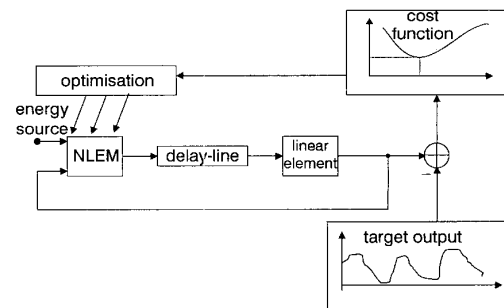 cost
function
optimisation
energy
source
NLEM
delay-line
linear
element
target output